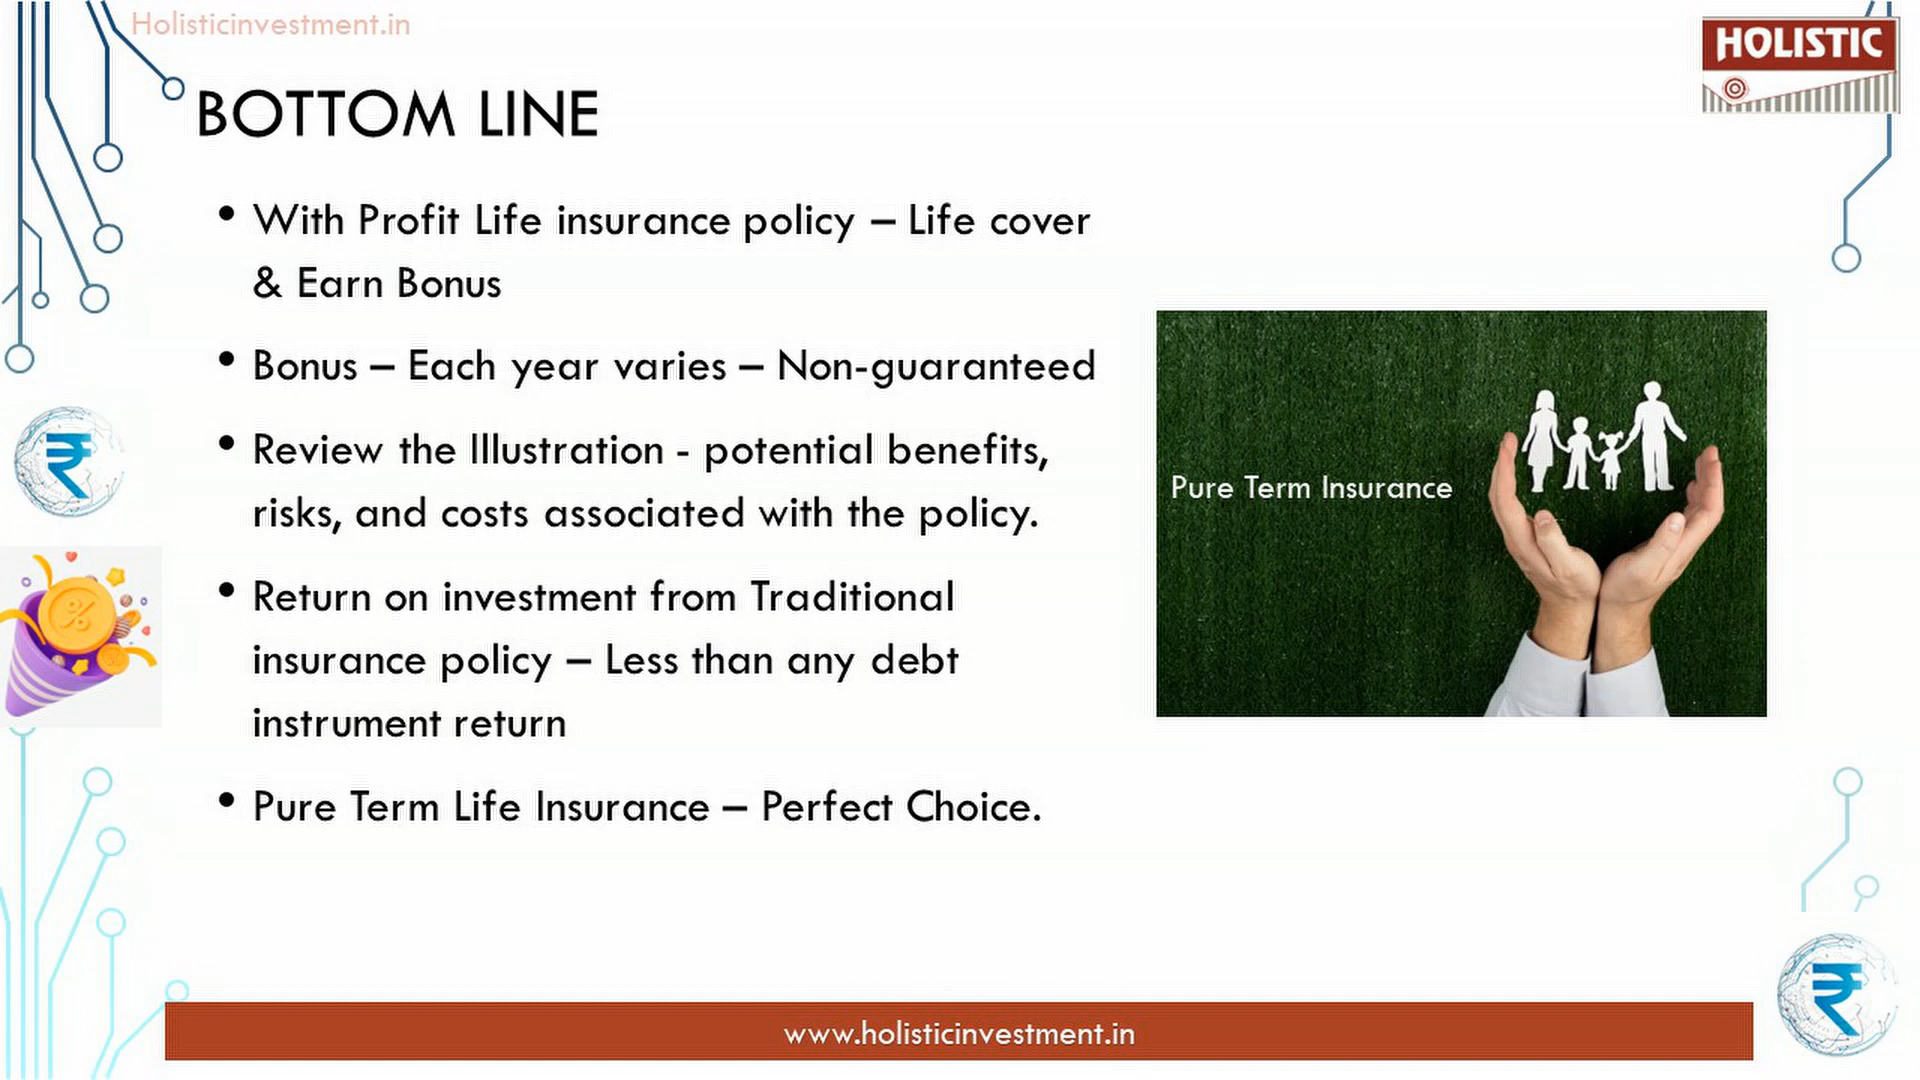 Holisticinvestment.in
HOLISTIC
BOTTOM LINE
• With Profit Life insurance policy – Life cover
& Earn Bonus
• Bonus – Each year varies – Non-guaranteed
• Review the Illustration - potential benefits,
risks, and costs associated with the policy.
• Return on investment from Traditional
insurance policy – Less than any debt
instrument return
• Pure Term Life Insurance – Perfect Choice.
Pure Term Insurance
₹
%
₹
www.holisticinvestment.in